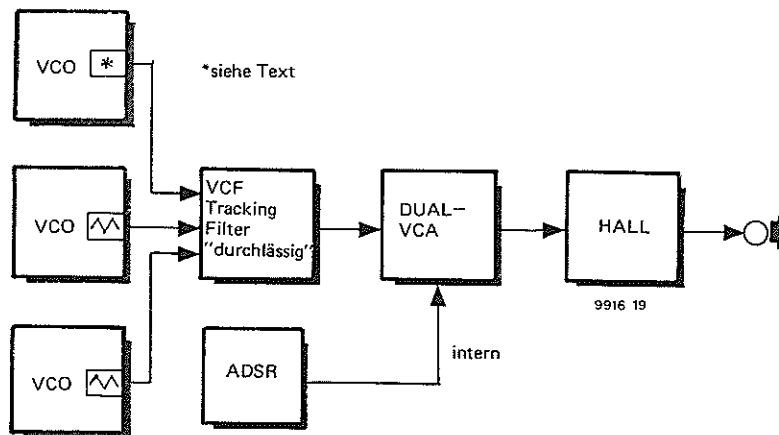 VCO *
*siehe Text
VCO
VCF
Tracking
Filter
"durchlässig"
DUAL-
VCA
HALL
9916 19
VCO
ADSR
intern